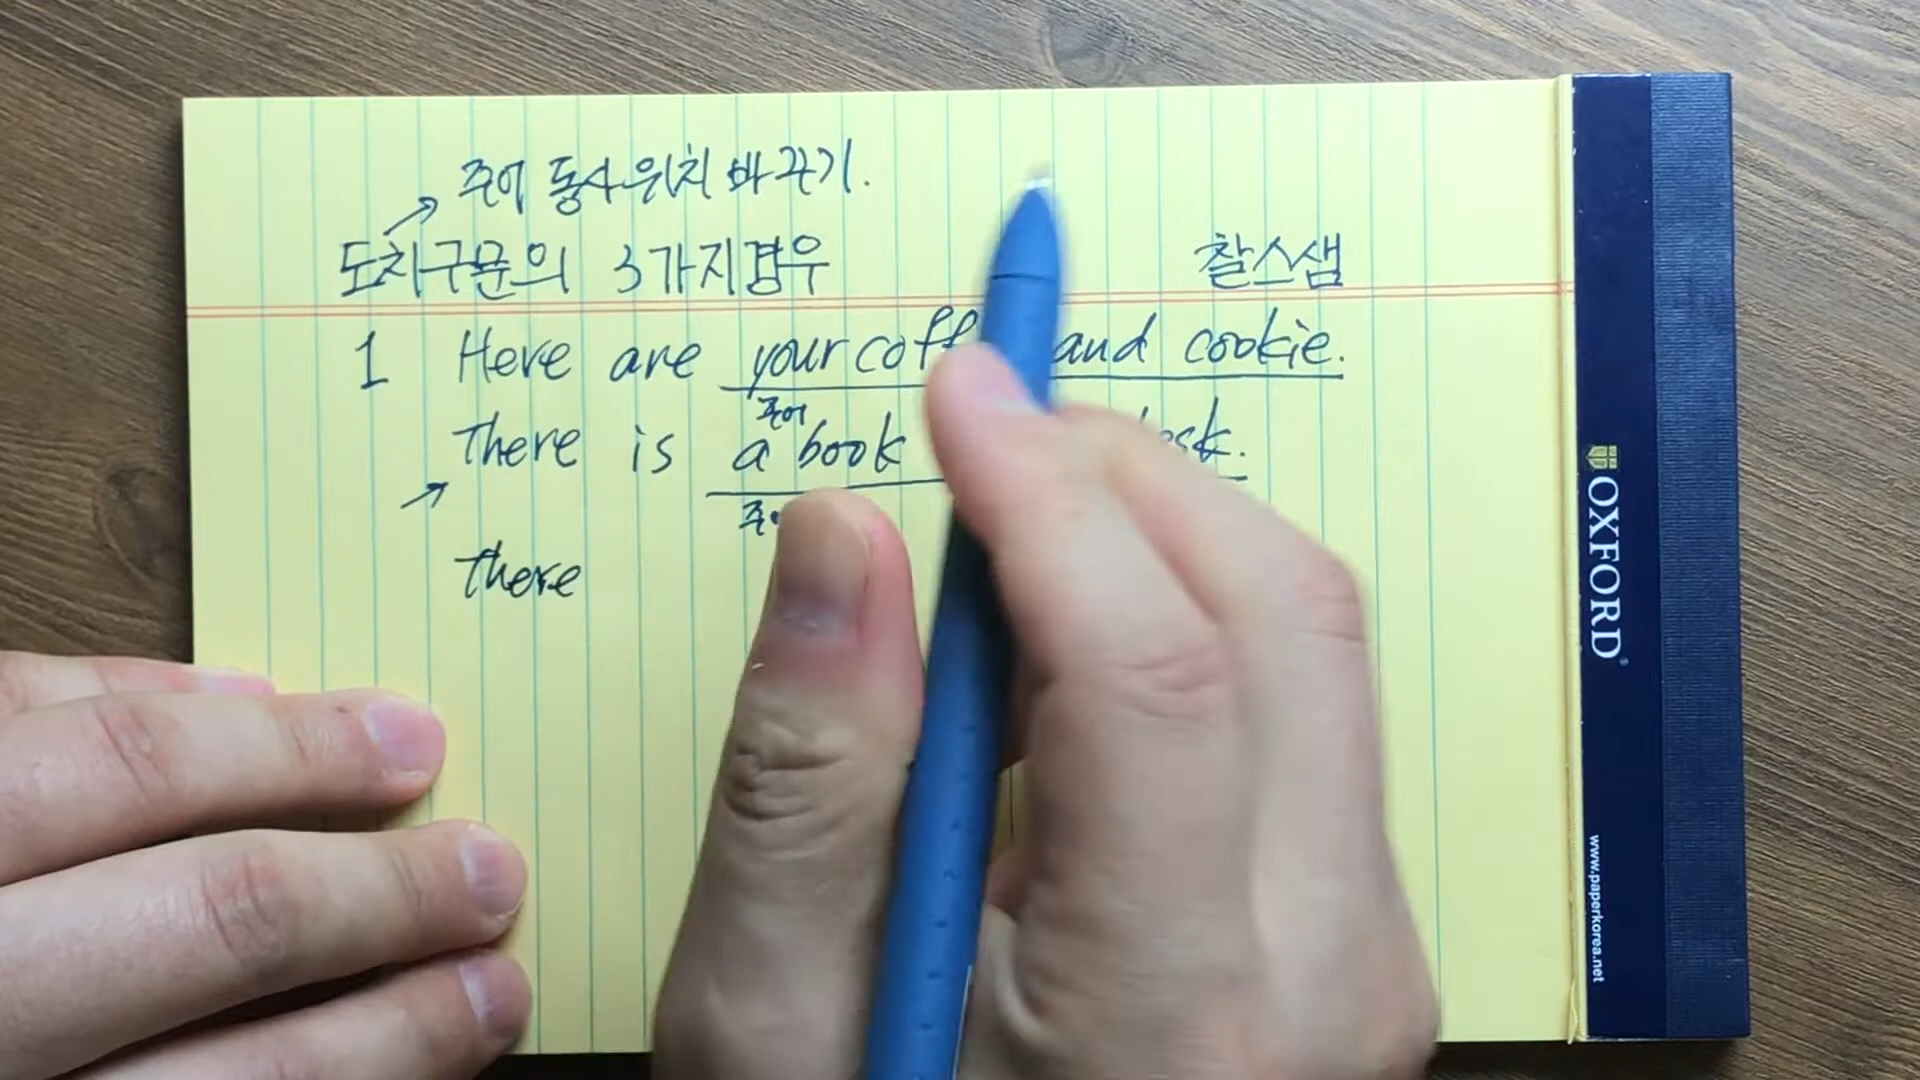 주어 동사 위치 바꾸기.
도치구문의 3가지경우 찰스샘
1 Here are your coff and cookie.
주어
There is a book esk.
주
there
OXFORD®
www.paperkorea.net